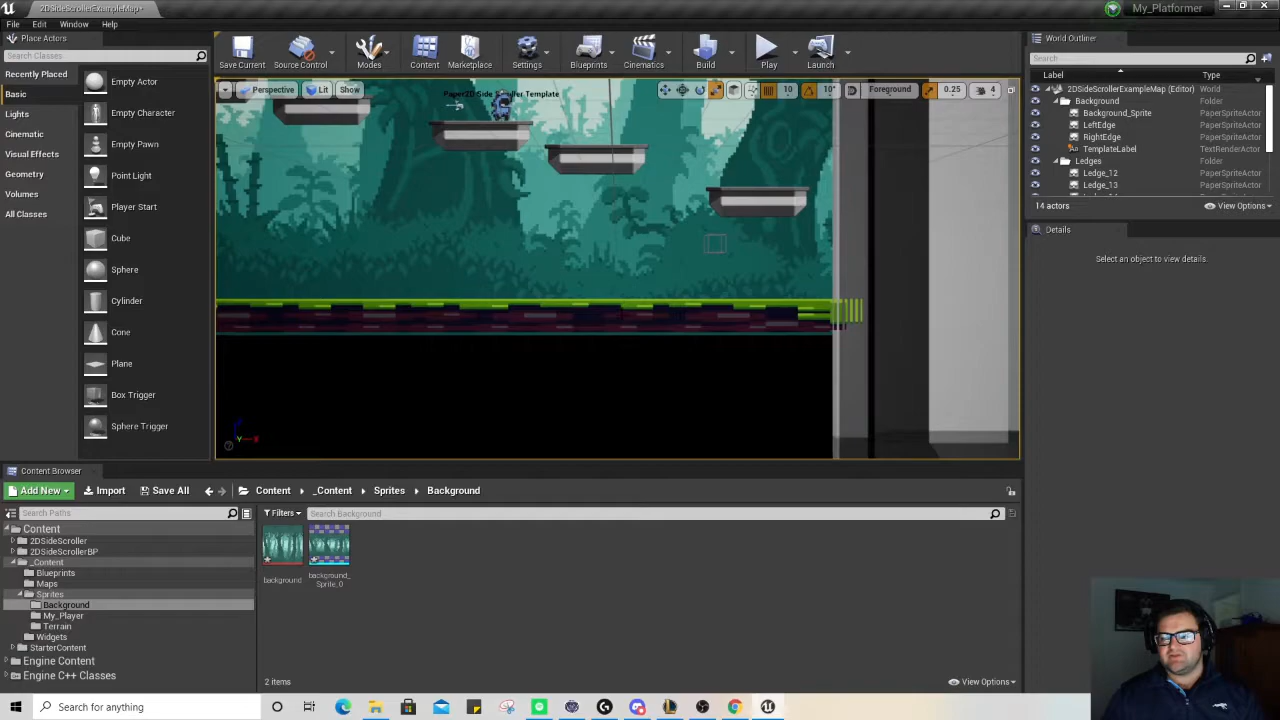 2DSideScrollerExampleMap*
My_Platformer
File Edit Window Help
Place Actors
Search Classes
Recently Placed
Basic
Lights
Cinematic
Visual Effects
Geometry
Volumes
All Classes
Empty Actor
Empty Character
Empty Pawn
Point Light
Player Start
Cube
Sphere
Cylinder
Cone
Plane
Box Trigger
Sphere Trigger
Save Current Source Control Modes Content Marketplace Settings Blueprints Cinematics Build Play Launch
Perspective Lit Show
Paper2D Side Scroller Template
10 10° Foreground 0.25 4
Y X
World Outliner
Search
Label Type
2DSideScrollerExampleMap (Editor) World
Background Folder
Background_Sprite PaperSpriteActor
LeftEdge PaperSpriteActor
RightEdge PaperSpriteActor
TemplateLabel TextRenderActor
Ledges Folder
Ledge_12 PaperSpriteActor
Ledge_13 PaperSpriteActor
14 actors View Options
Details
Select an object to view details.
Content Browser
Add New Import Save All Content _Content Sprites Background
Search Paths
Filters Search Background
Content
2DSideScroller
2DSideScrollerBP
_Content
Blueprints
Maps
Sprites
Background
My_Player
Terrain
Widgets
StarterContent
Engine Content
Engine C++ Classes
background
background_
Sprite_0
2 items View Options
Search for anything